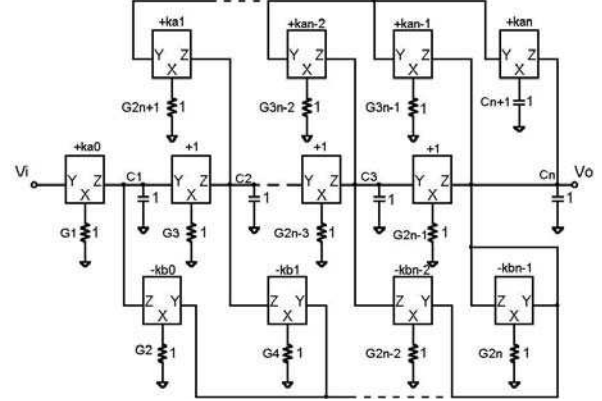 +ka1 +kan-2 +kan-1 +kan
Y Z Y Z Y Z Y Z
X X X X
G2n+1 1 G3n-2 1 G3n-1 1 Cn+1 1
+ka0 +1 +1 +1
Vi Y Z C1 Y Z C2 Y Z C3 Y Z Cn Vo
X 1 X 1 X 1 X 1
G1 1 G3 1 G2n-3 1 G2n-1 1
-kb0 -kb1 -kbn-2 -kbn-1
Z Y Z Y Z Y Z Y
X X X X
G2 1 G4 1 G2n-2 1 G2n 1